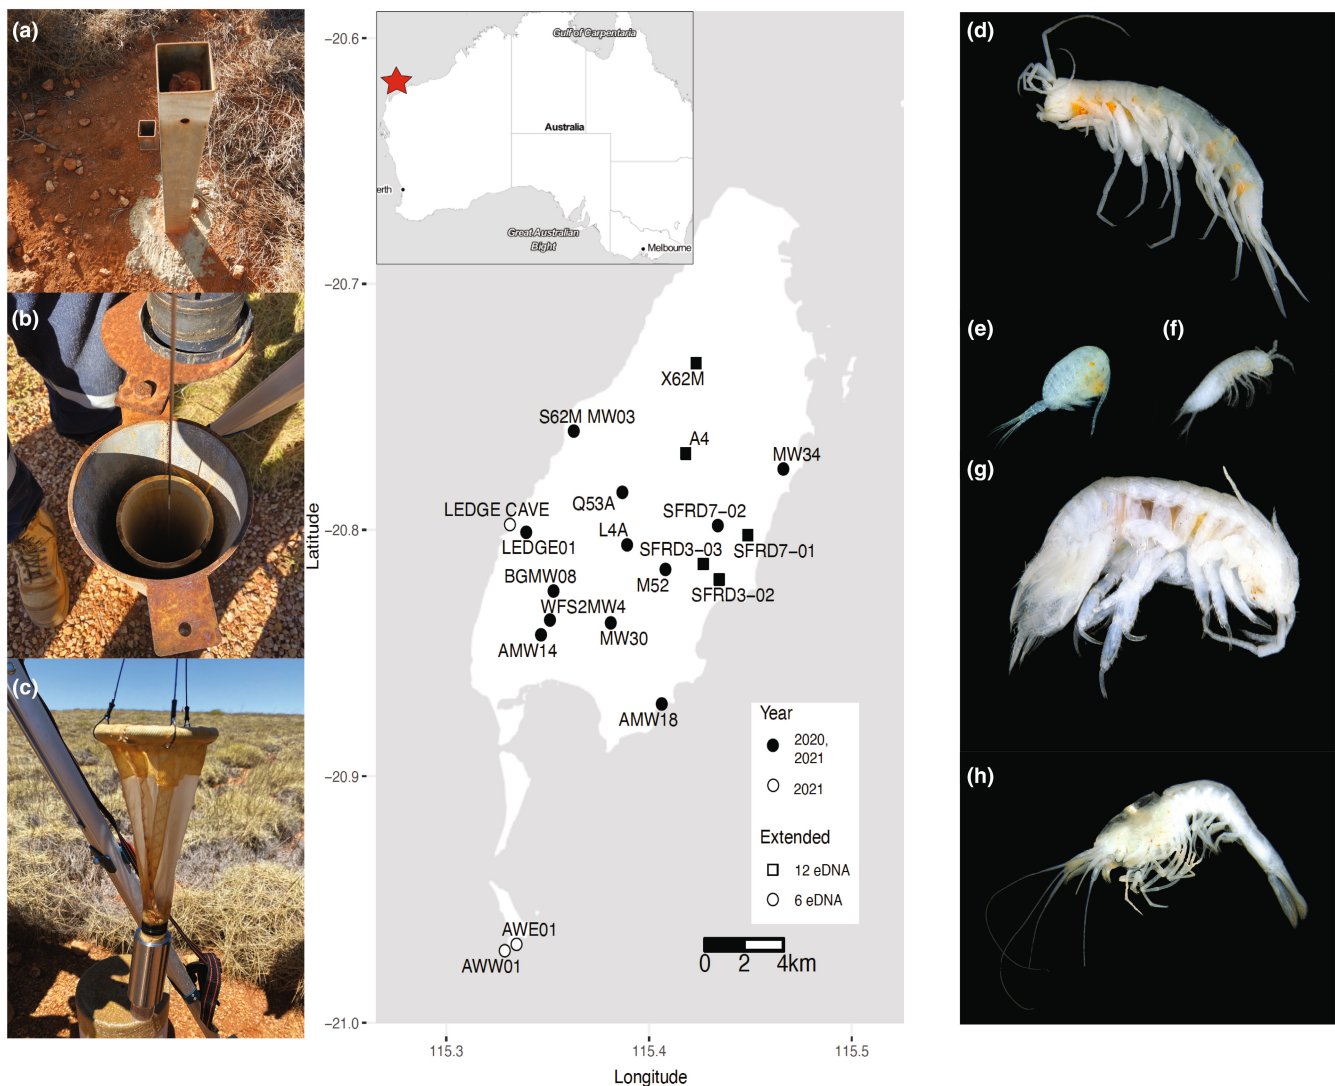 (a)
(b)
(c)
−20.6
−20.7
−20.8
−20.9
−21.0
Latitude
115.3
115.4
115.5
Longitude
Gulf of Carpentaria
Australia
erth
Great Australian
Bight
Melbourne
X62M
S62M MW03
A4
MW34
Q53A
LEDGE CAVE
SFRD7−02
L4A
LEDGE01
SFRD3−03
SFRD7−01
BGMW08
M52
SFRD3−02
WFS2MW4
MW30
AMW14
AMW18
AWE01
AWW01
Year
2020,
2021
2021
Extended
12 eDNA
6 eDNA
0 2 4km
(d)
(e)
(f)
(g)
(h)